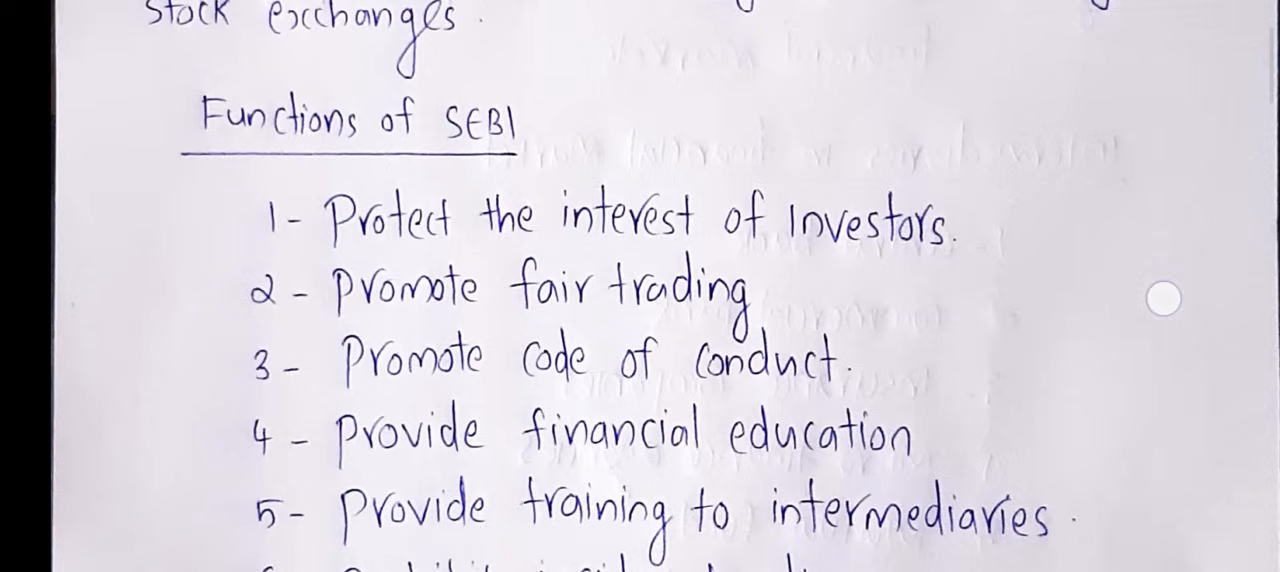 Stock exchanges.
Functions of SEBI
1- Protect the interest of Investors.
2 - Promote fair trading
3 - Promote code of conduct.
4 - Provide financial education
5 - Provide training to intermediaries.